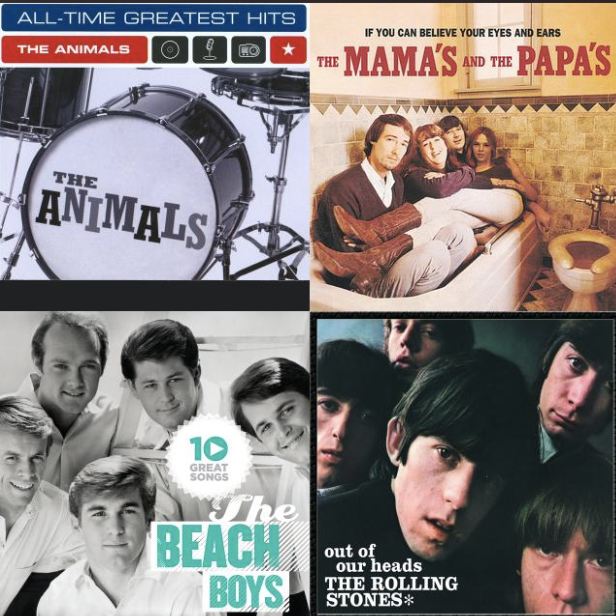 ALL-TIME GREATEST HITS
THE ANIMALS
THE
ANIMALS
IF YOU CAN BELIEVE YOUR EYES AND EARS
THE MAMA'S AND THE PAPA'S
10
GREAT
SONGS
The
BEACH
BOYS
out of
our heads
THE ROLLING
STONES*